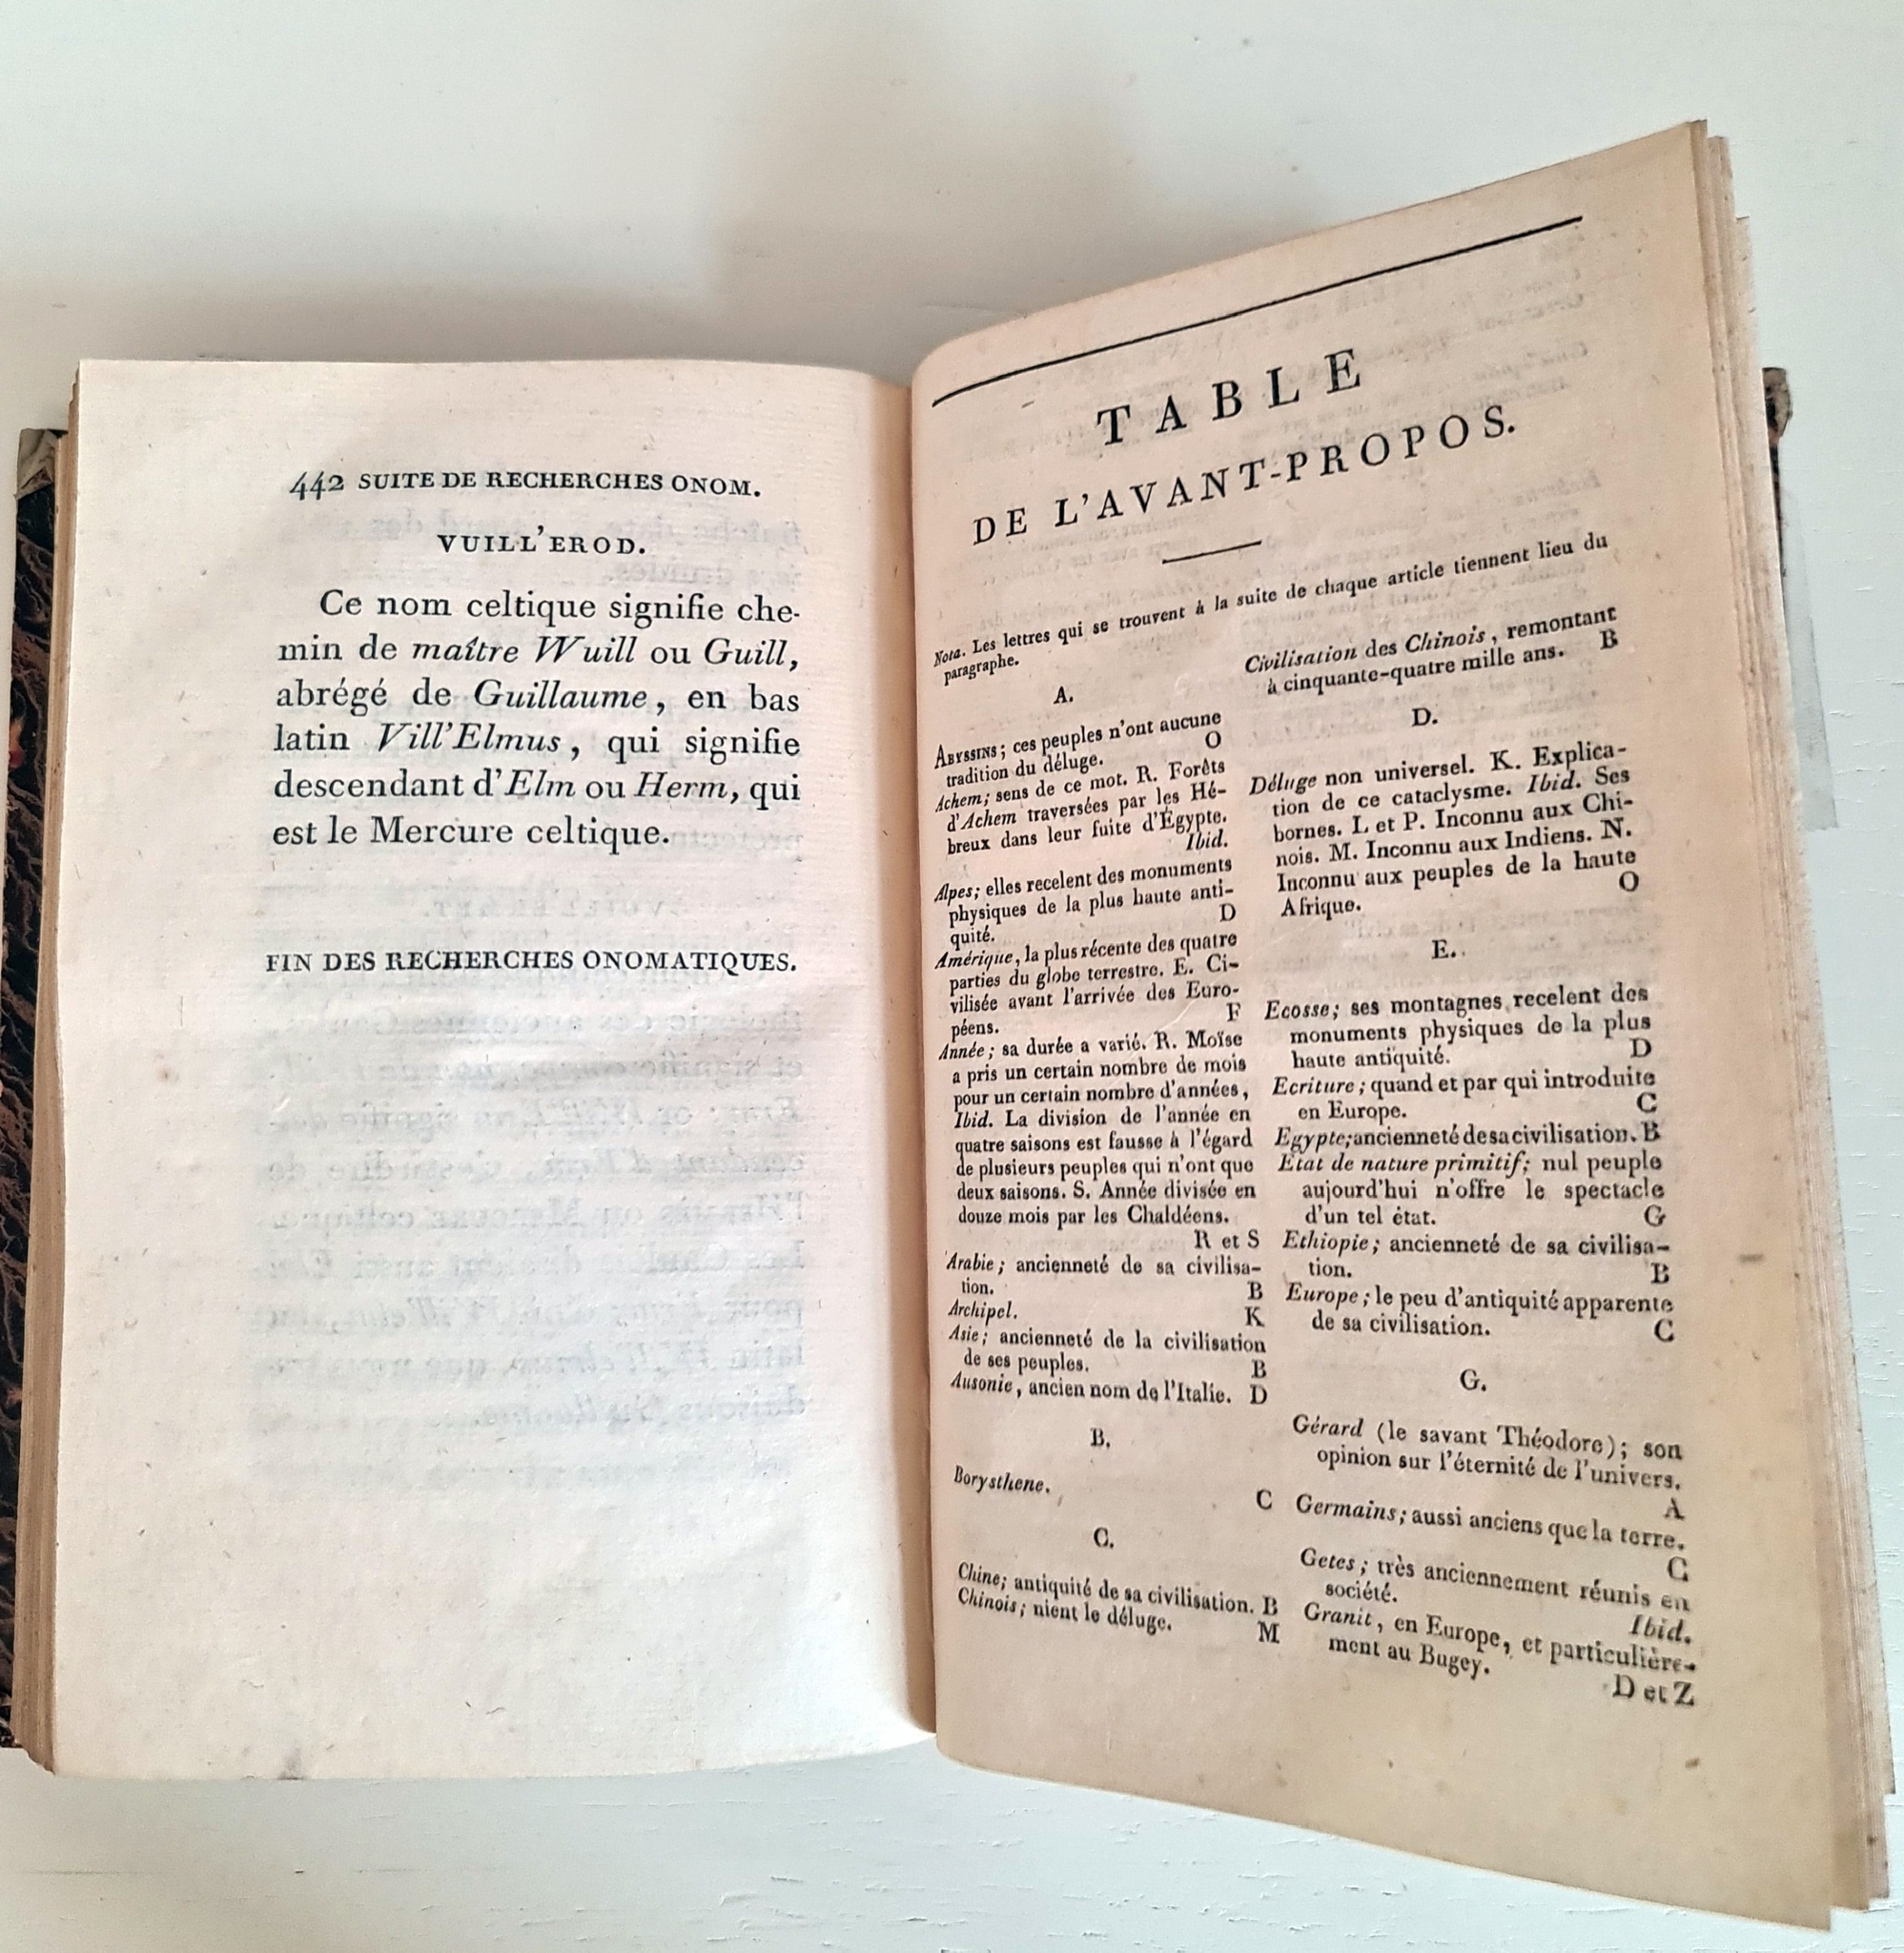 442 SUITE DE RECHERCHES ONOM.
VUILL'EROD.
Ce nom celtique signifie che-
min de maître Wuill ou Guill,
abrégé de Guillaume, en bas
latin Vill'Elmus, qui signifie
descendant d'Elm ou Herm, qui
est le Mercure celtique.
FIN DES RECHERCHES ONOMATIQUES.
TABLE
DE L'AVANT-PROPOS.
Nota. Les lettres qui se trouvent à la suite de chaque article tiennent lieu du
paragraphe.
A.
ABYSSINS; ces peuples n'ont aucune
tradition du déluge. O
Achem; sens de ce mot. R. Forêts
d'Achem traversées par les Hé-
breux dans leur fuite d'Égypte.
Ibid.
Alpes; elles recelent des monuments
physiques de la plus haute anti-
quité. D
Amérique, la plus récente des quatre
parties du globe terrestre. E. Ci-
vilisée avant l'arrivée des Euro-
péens. F
Année; sa durée a varié. R. Moïse
a pris un certain nombre de mois
pour un certain nombre d'années,
Ibid. La division de l'année en
quatre saisons est fausse à l'égard
de plusieurs peuples qui n'ont que
deux saisons. S. Année divisée en
douze mois par les Chaldéens.
R et S
Arabie; ancienneté de sa civilisa-
tion. B
Archipel. K
Asie; ancienneté de la civilisation
de ses peuples. B
Ausonie, ancien nom de l'Italie. D
B.
Borysthene. C
C.
Chine; antiquité de sa civilisation. B
Chinois; nient le déluge. M
Civilisation des Chinois, remontant
à cinquante-quatre mille ans. B
D.
Déluge non universel. K. Explica-
tion de ce cataclysme. Ibid. Ses
bornes. L et P. Inconnu aux Chi-
nois. M. Inconnu aux Indiens. N.
Inconnu aux peuples de la haute
Afrique. O
E.
Ecosse; ses montagnes recelent des
monuments physiques de la plus
haute antiquité. D
Ecriture; quand et par qui introduite
en Europe. C
Egypte; ancienneté de sa civilisation. B
Etat de nature primitif; nul peuple
aujourd'hui n'offre le spectacle
d'un tel état. G
Ethiopie; ancienneté de sa civilisa-
tion. B
Europe; le peu d'antiquité apparente
de sa civilisation. C
G.
Gérard (le savant Théodore); son
opinion sur l'éternité de l'univers.
A
Germains; aussi anciens que la terre.
C
Getes; très anciennement réunis en
société. Ibid.
Granit, en Europe, et particulière-
ment au Bugey. D et Z